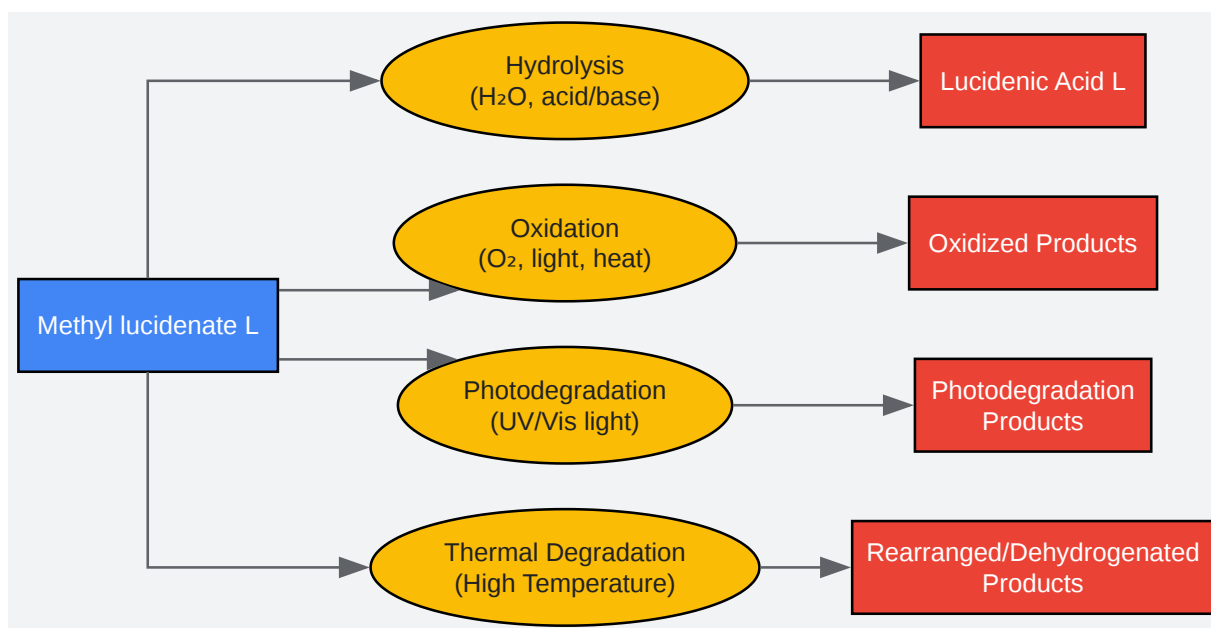 Hydrolysis
(H₂O, acid/base)
Lucidenic Acid L
Oxidation
(O₂, light, heat)
Oxidized Products
Methyl lucidenate L
Photodegradation
(UV/Vis light)
Photodegradation
Products
Thermal Degradation
(High Temperature)
Rearranged/Dehydrogenated
Products